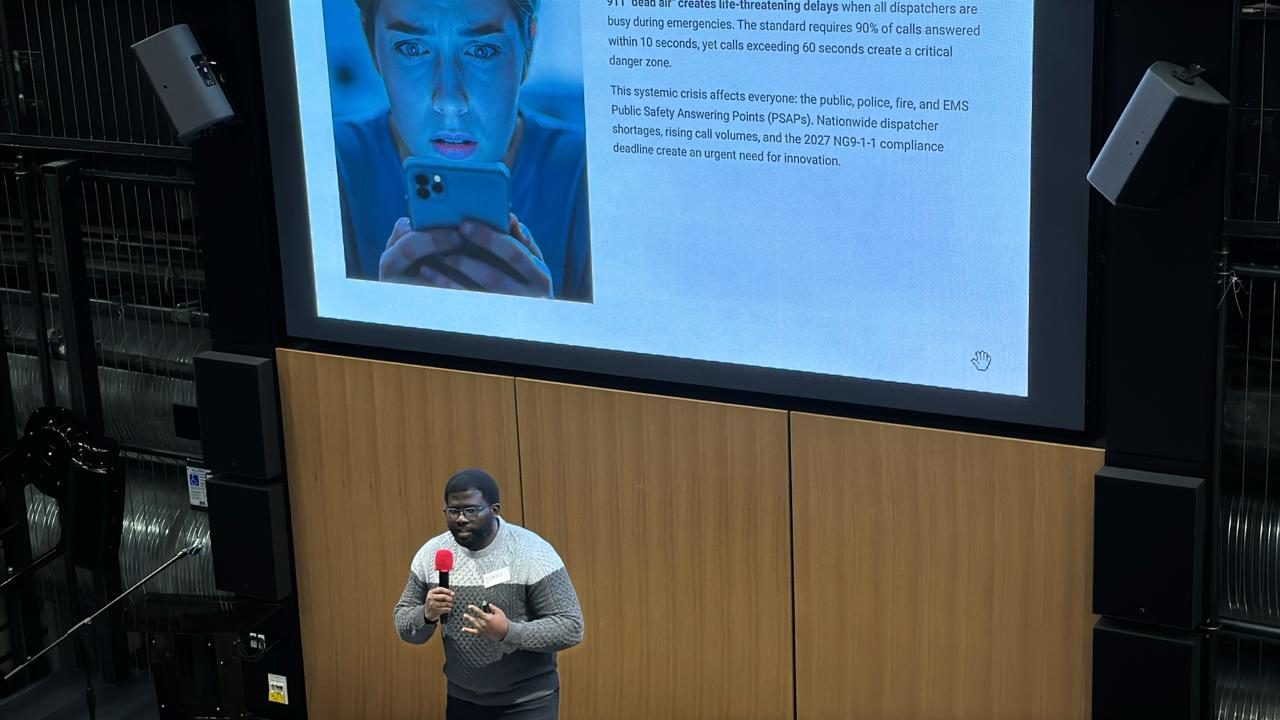 911 "dead air" creates life-threatening delays when all dispatchers are
busy during emergencies. The standard requires 90% of calls answered
within 10 seconds, yet calls exceeding 60 seconds create a critical
danger zone.
This systemic crisis affects everyone: the public, police, fire, and EMS
Public Safety Answering Points (PSAPs). Nationwide dispatcher
shortages, rising call volumes, and the 2027 NG9-1-1 compliance
deadline create an urgent need for innovation.